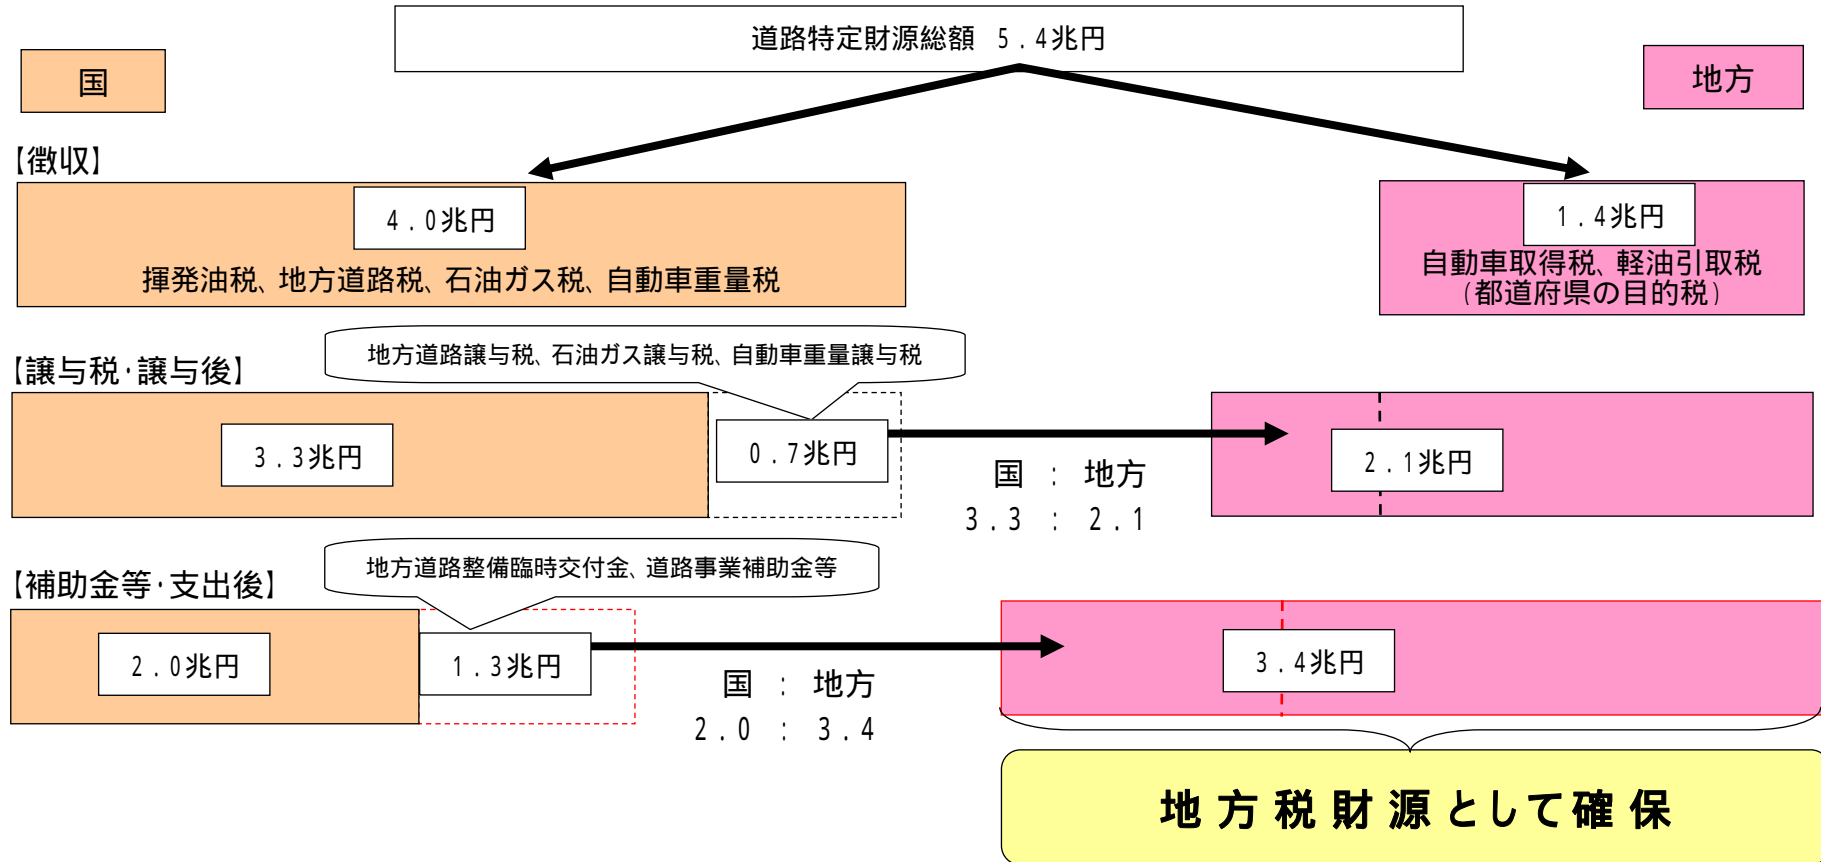 道路特定財源総額 5.4兆円
国
地方
【徴収】
4.0兆円
揮発油税、地方道路税、石油ガス税、自動車重量税
1.4兆円
自動車取得税、軽油引取税
(都道府県の目的税)
【譲与税・譲与後】
地方道路譲与税、石油ガス譲与税、自動車重量譲与税
3.3兆円
0.7兆円
国 : 地方
3.3 : 2.1
2.1兆円
【補助金等・支出後】
地方道路整備臨時交付金、道路事業補助金等
2.0兆円
1.3兆円
国 : 地方
2.0 : 3.4
3.4兆円
地方税財源として確保